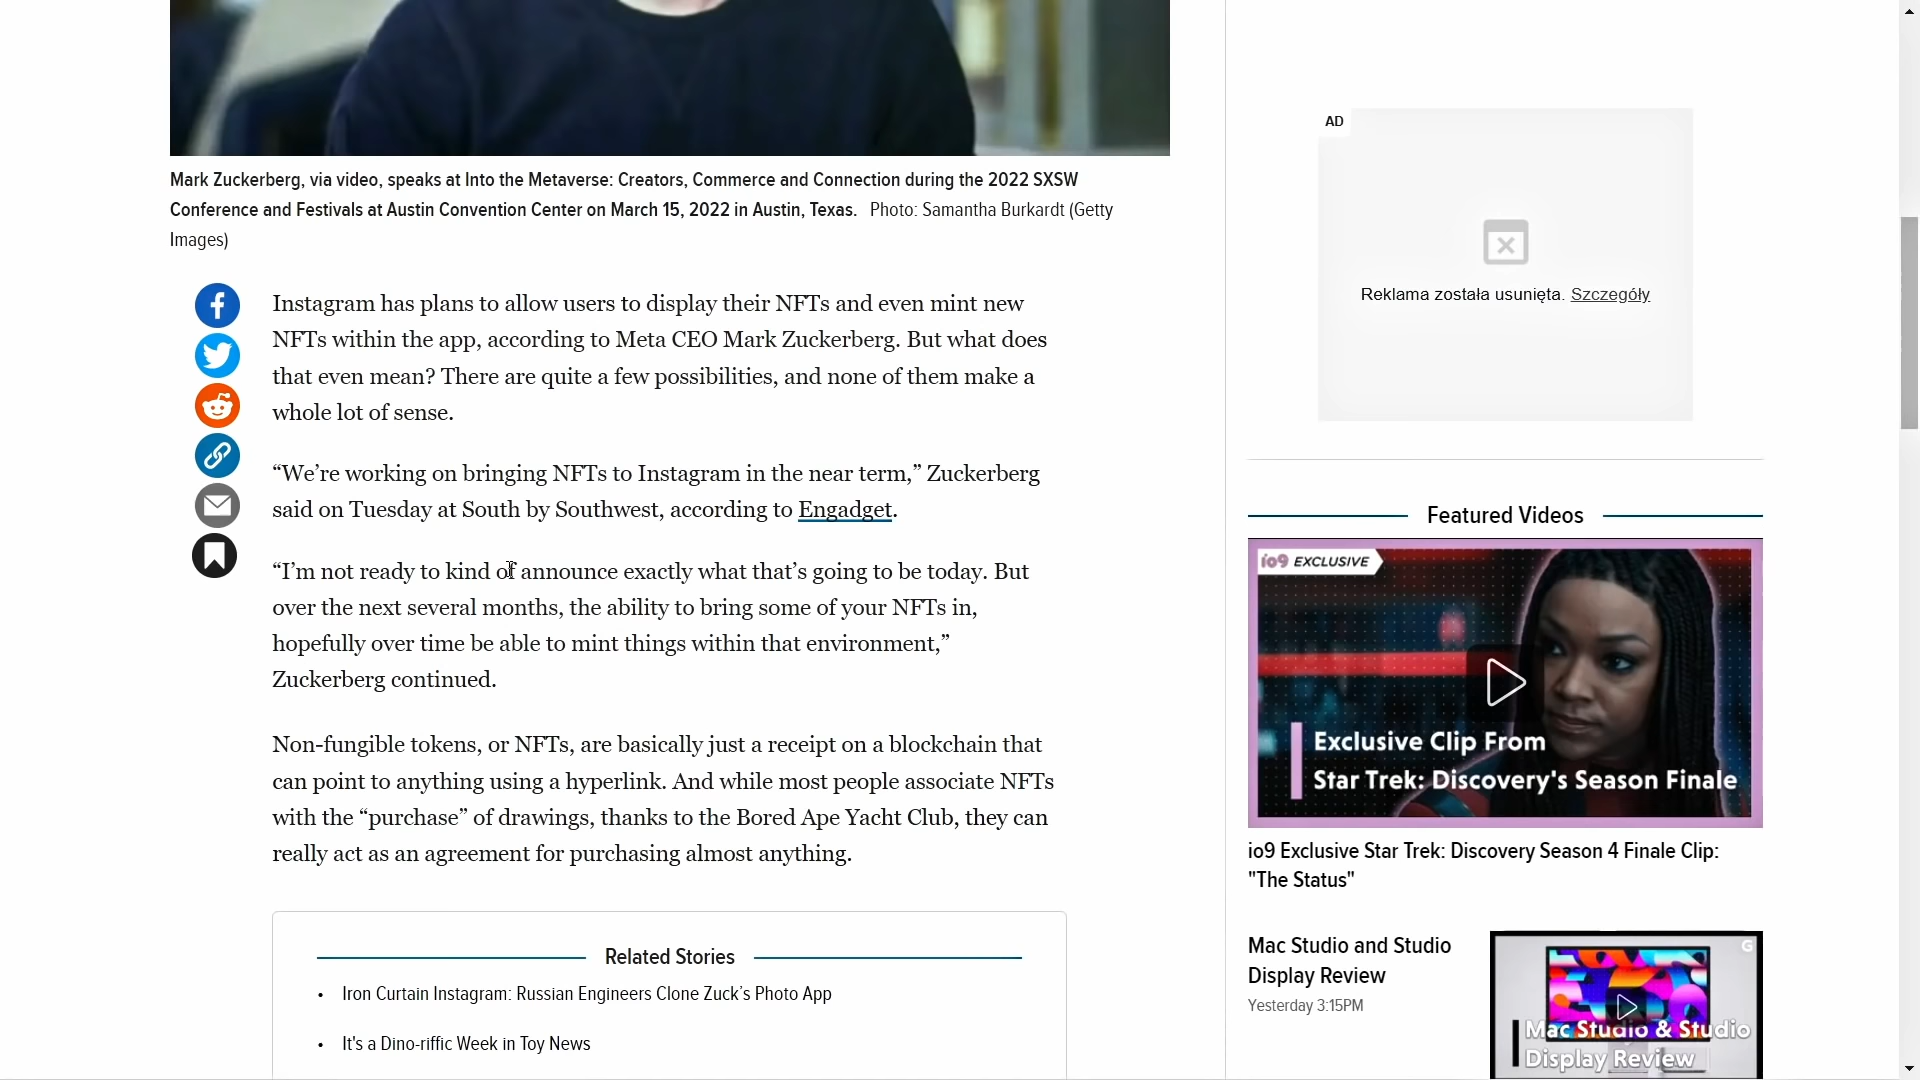 Mark Zuckerberg, via video, speaks at Into the Metaverse: Creators, Commerce and Connection during the 2022 SXSW
Conference and Festivals at Austin Convention Center on March 15, 2022 in Austin, Texas. Photo: Samantha Burkardt (Getty
Images)
Instagram has plans to allow users to display their NFTs and even mint new
NFTs within the app, according to Meta CEO Mark Zuckerberg. But what does
that even mean? There are quite a few possibilities, and none of them make a
whole lot of sense.
“We’re working on bringing NFTs to Instagram in the near term,” Zuckerberg
said on Tuesday at South by Southwest, according to Engadget.
“I’m not ready to kind of announce exactly what that’s going to be today. But
over the next several months, the ability to bring some of your NFTs in,
hopefully over time be able to mint things within that environment,”
Zuckerberg continued.
Non-fungible tokens, or NFTs, are basically just a receipt on a blockchain that
can point to anything using a hyperlink. And while most people associate NFTs
with the “purchase” of drawings, thanks to the Bored Ape Yacht Club, they can
really act as an agreement for purchasing almost anything.
Related Stories
• Iron Curtain Instagram: Russian Engineers Clone Zuck’s Photo App
• It's a Dino-riffic Week in Toy News
AD
Reklama została usunięta. Szczegóły
Featured Videos
io9 EXCLUSIVE
Exclusive Clip From
Star Trek: Discovery's Season Finale
io9 Exclusive Star Trek: Discovery Season 4 Finale Clip:
"The Status"
Mac Studio and Studio
Display Review
Yesterday 3:15PM
G
Mac Studio & Studio
Display Review